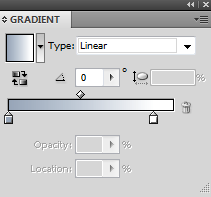 GRADIENT
Type: Linear
0 ° %
Opacity: %
Location: %